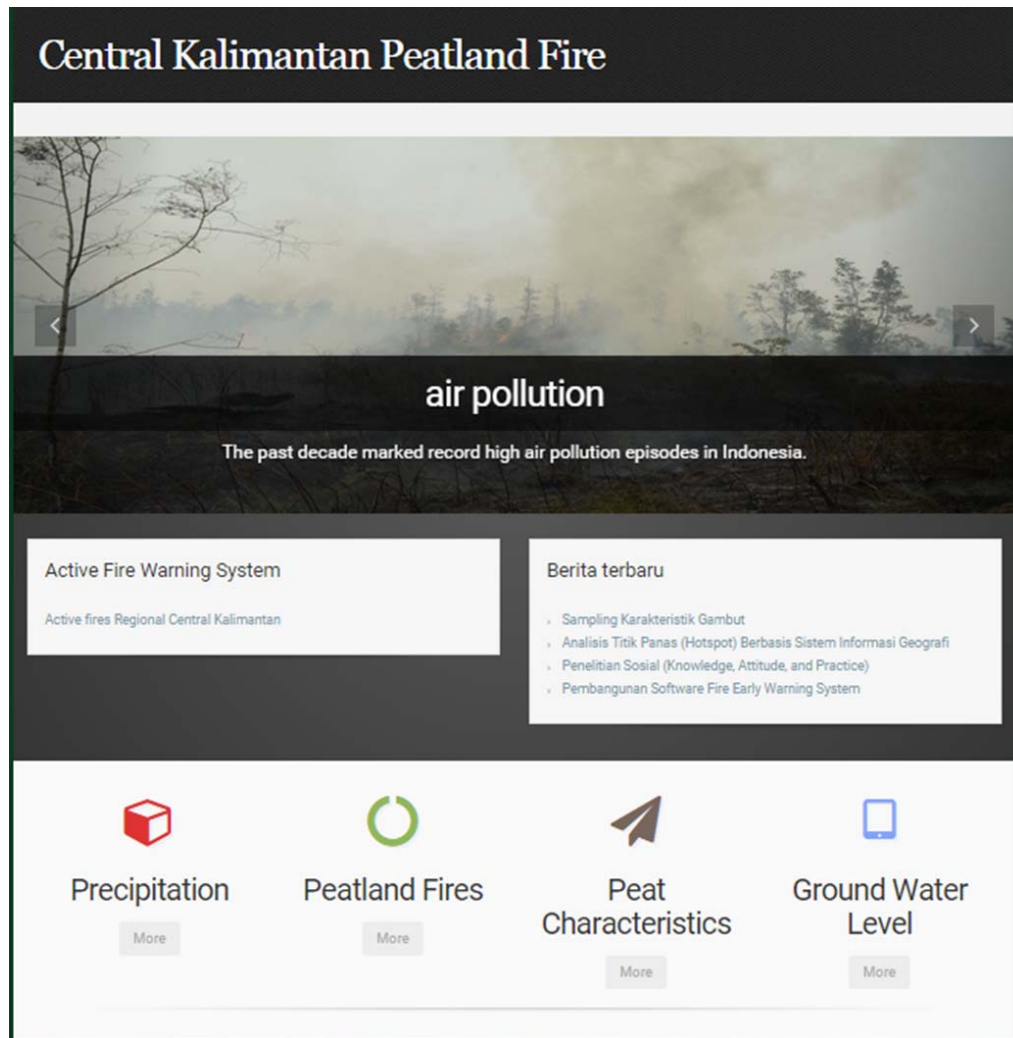 Central Kalimantan Peatland Fire
air pollution
The past decade marked record high air pollution episodes in Indonesia.
Active Fire Warning System
Active fires Regional Central Kalimantan
Berita terbaru
Sampling Karakteristik Gambut
Analisis Titik Panas (Hotspot) Berbasis Sistem Informasi Geografi
Penelitian Sosial (Knowledge, Attitude, and Practice)
Pembangunan Software Fire Early Warning System
Precipitation
More
Peatland Fires
More
Peat
Characteristics
More
Ground Water
Level
More